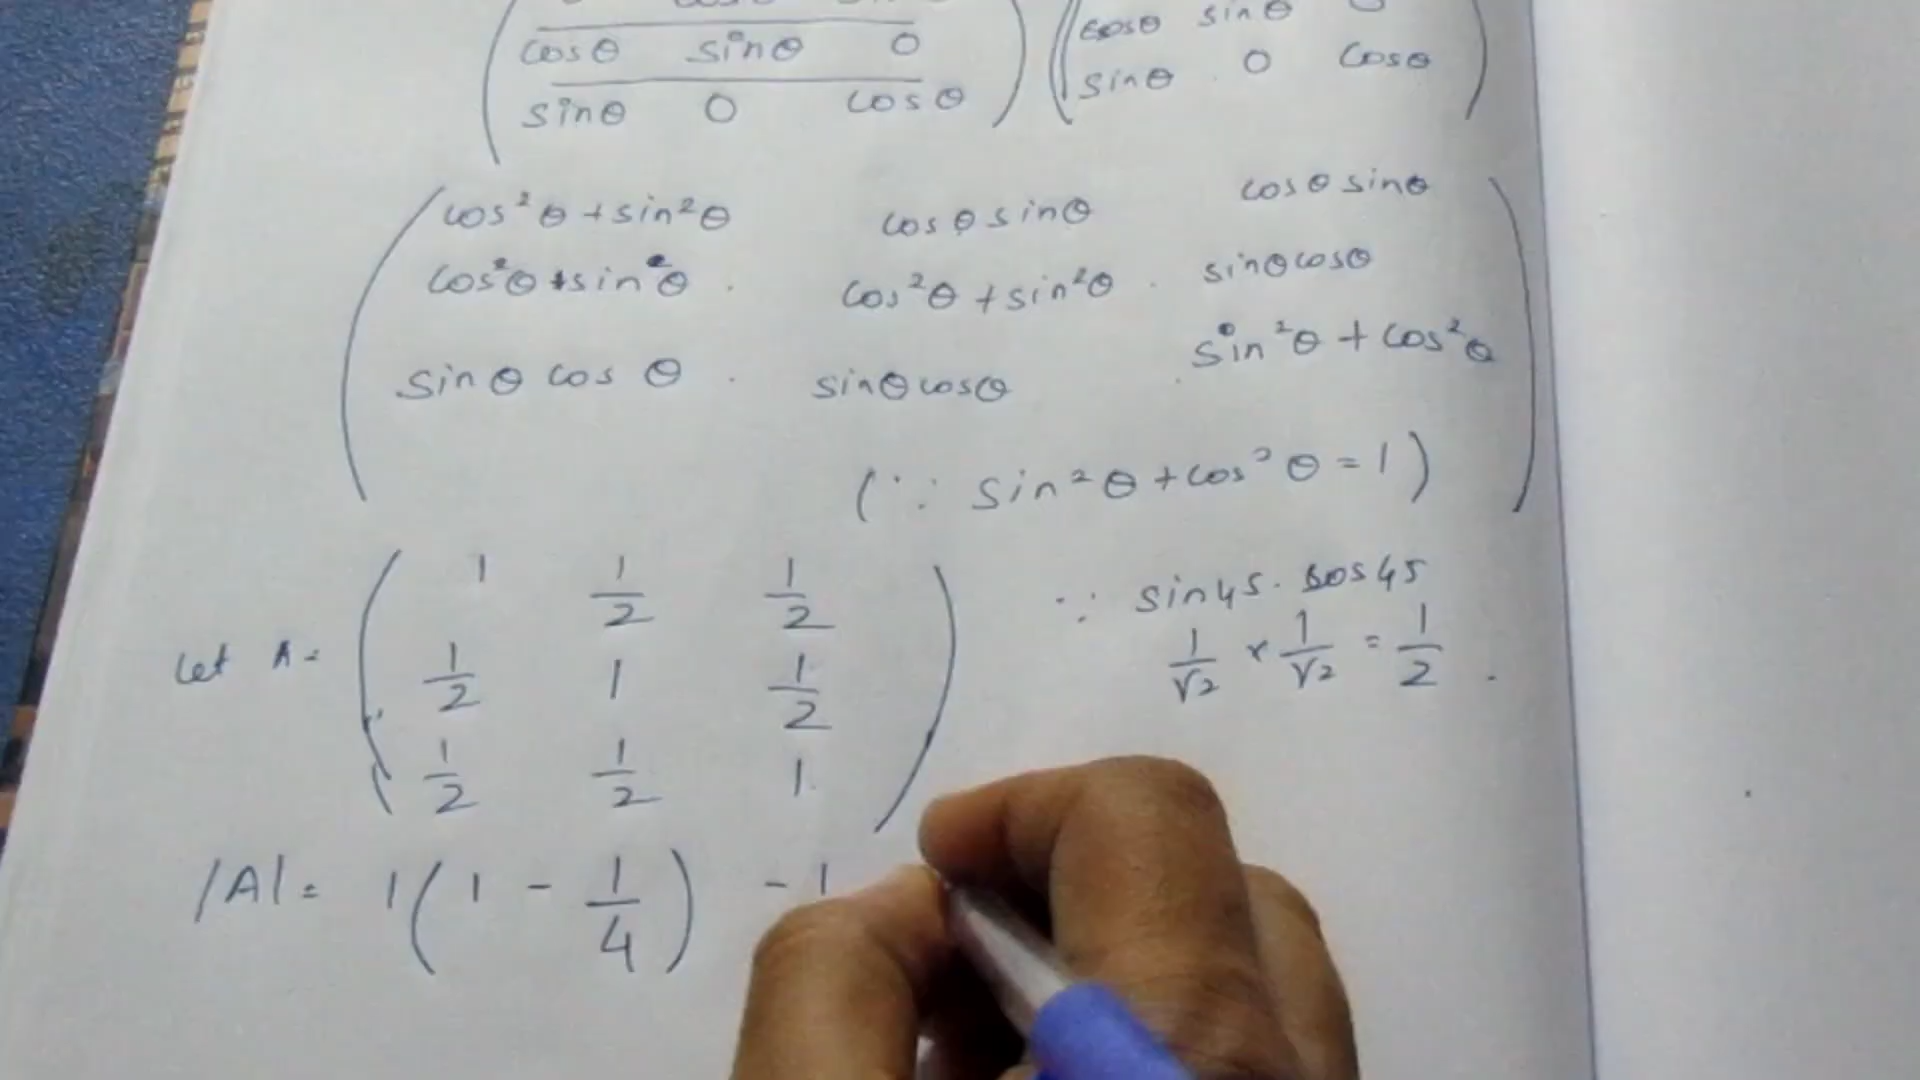 cosθ sinθ
cosθ sinθ 0 sinθ 0 cosθ
sinθ 0 cosθ
cos²θ + sin²θ cosθ sinθ cosθ sinθ
cos²θ + sin²θ . cos²θ + sin²θ . sinθ cosθ
sinθ cosθ . sinθ cosθ . sin²θ + cos²θ
(∵ sin²θ + cos²θ = 1)
1 1/2 1/2 ∵ sin45. cos45
Let A = 1/2 1 1/2 1/√2 × 1/√2 = 1/2 .
1/2 1/2 1.
|A| = 1(1 - 1/4) - 1